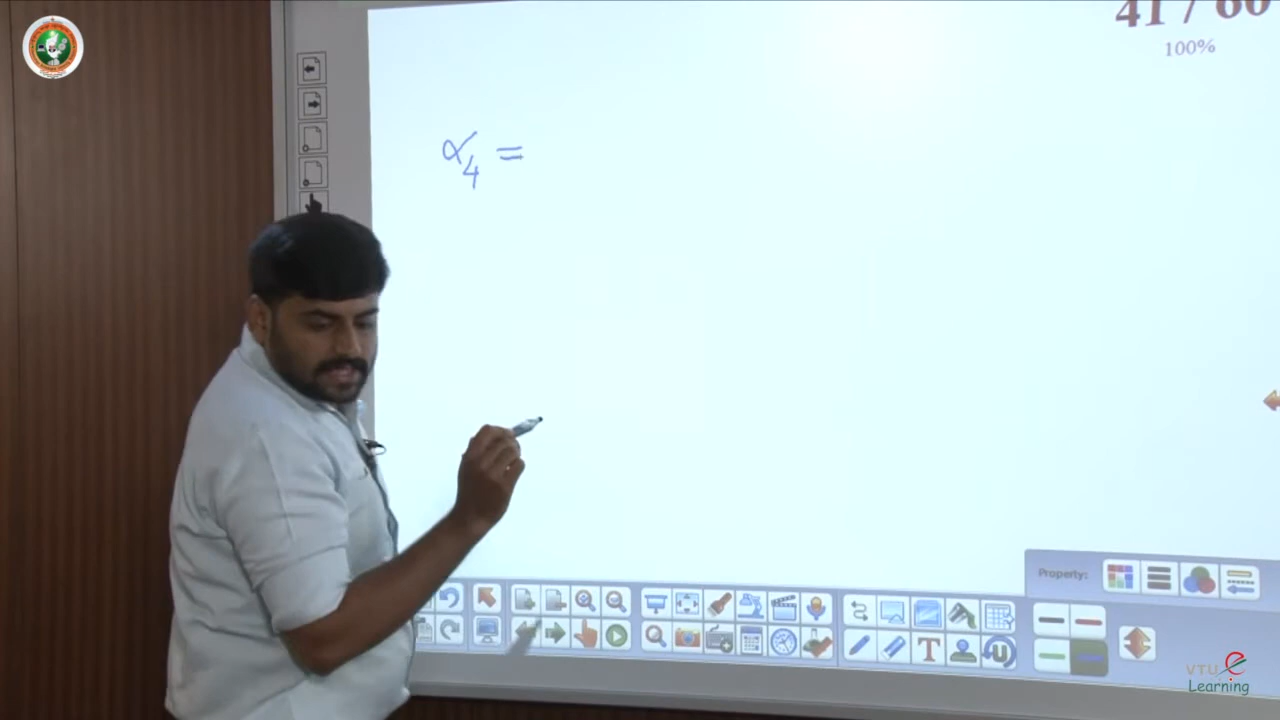 41 / 60
100%
α₄ =
Property:
T
VTU e
Learning